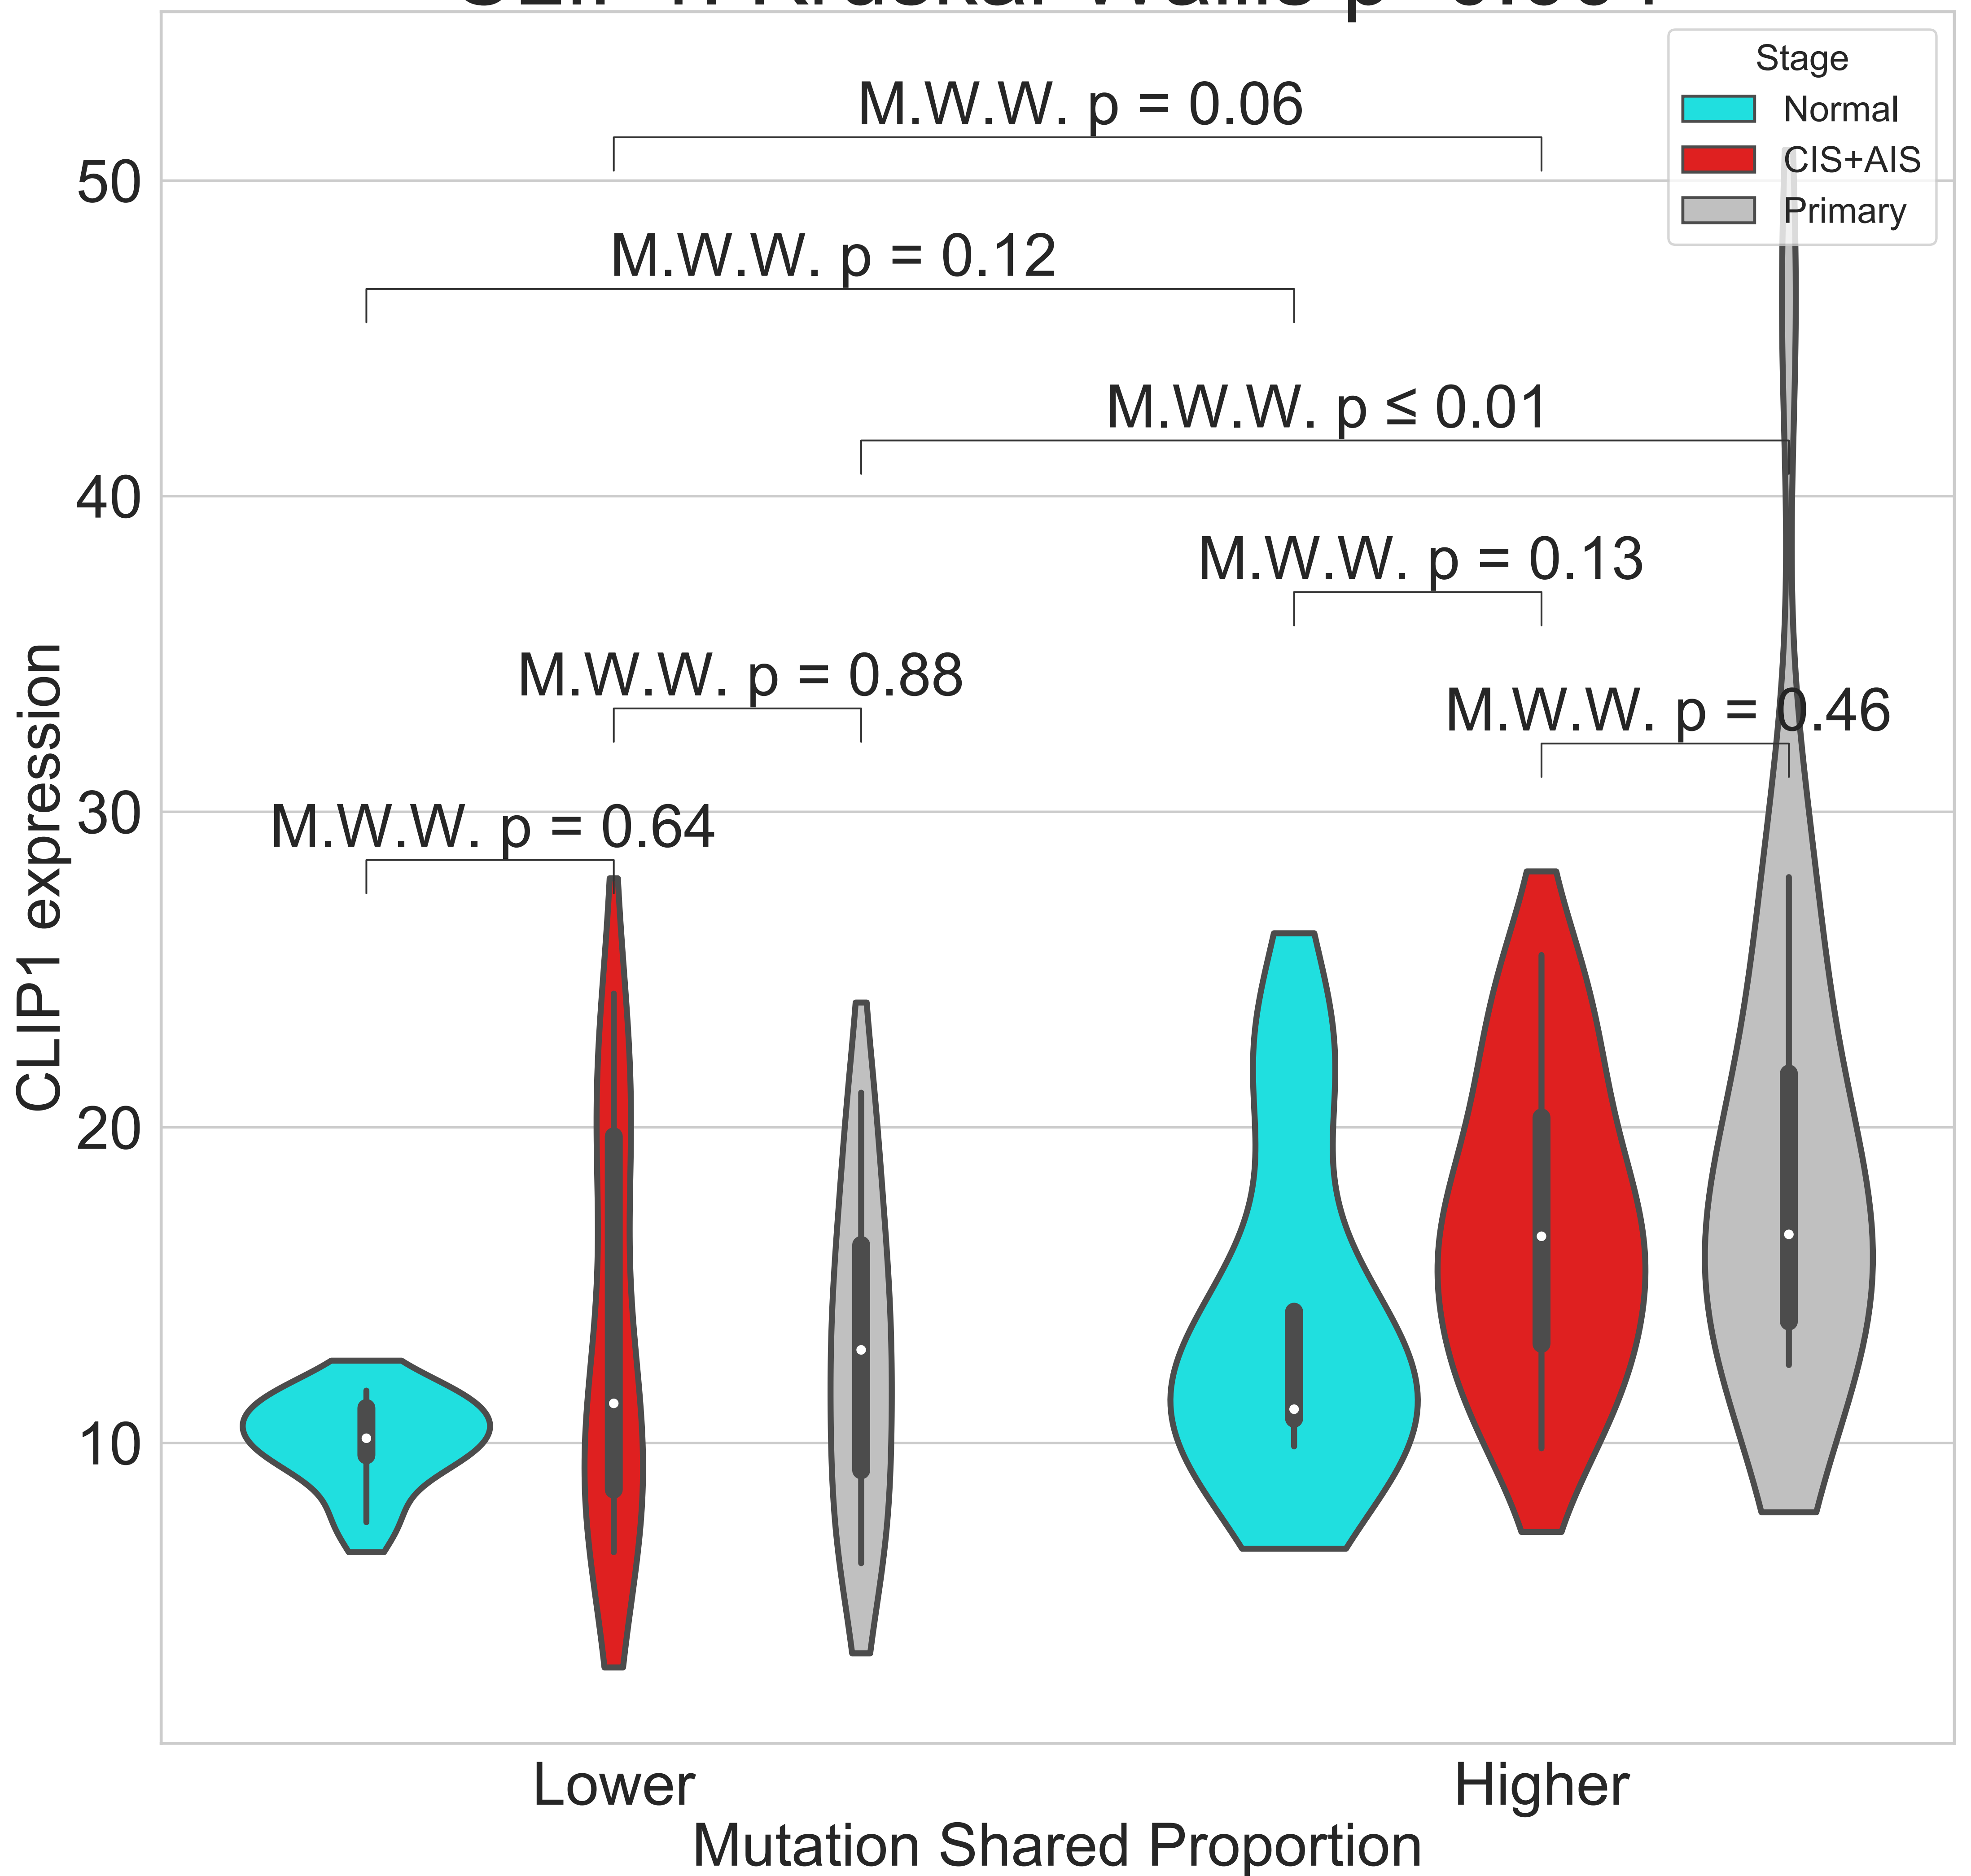 Stage
Normal
CIS+AIS
Primary
M.W.W. p = 0.06
M.W.W. p = 0.12
M.W.W. p ≤ 0.01
M.W.W. p = 0.13
M.W.W. p = 0.88
M.W.W. p = 0.46
M.W.W. p = 0.64
50
40
30
20
10
CLIP1 expression
Lower
Higher
Mutation Shared Proportion